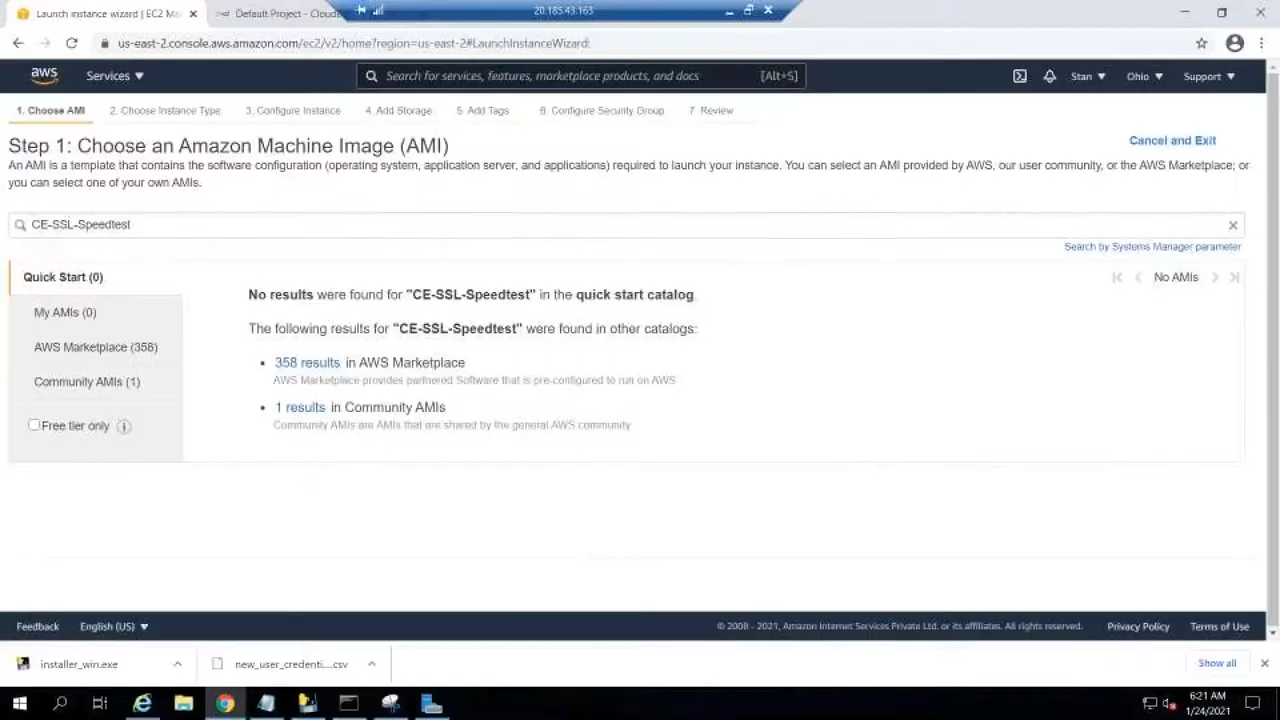 Launch instance wizard | EC2 Ma
Default Project - Cloud
20.185.43.163
us-east-2.console.aws.amazon.com/ec2/v2/home?region=us-east-2#LaunchInstanceWizard:
aws
Services
Search for services, features, marketplace products, and docs
[Alt+S]
Stan
Ohio
Support
1. Choose AMI
2. Choose Instance Type
3. Configure Instance
4. Add Storage
5. Add Tags
6. Configure Security Group
7. Review
Step 1: Choose an Amazon Machine Image (AMI)
Cancel and Exit
An AMI is a template that contains the software configuration (operating system, application server, and applications) required to launch your instance. You can select an AMI provided by AWS, our user community, or the AWS Marketplace; or
you can select one of your own AMIs.
CE-SSL-Speedtest
Search by Systems Manager parameter
Quick Start (0)
No AMIs
My AMIs (0)
AWS Marketplace (358)
Community AMIs (1)
Free tier only
No results were found for "CE-SSL-Speedtest" in the quick start catalog.
The following results for "CE-SSL-Speedtest" were found in other catalogs:
• 358 results in AWS Marketplace
AWS Marketplace provides partnered Software that is pre-configured to run on AWS
• 1 results in Community AMIs
Community AMIs are AMIs that are shared by the general AWS community
Feedback
English (US)
© 2008 - 2021, Amazon Internet Services Private Ltd. or its affiliates. All rights reserved.
Privacy Policy
Terms of Use
installer_win.exe
new_user_credenti....csv
Show all
6:21 AM
1/24/2021